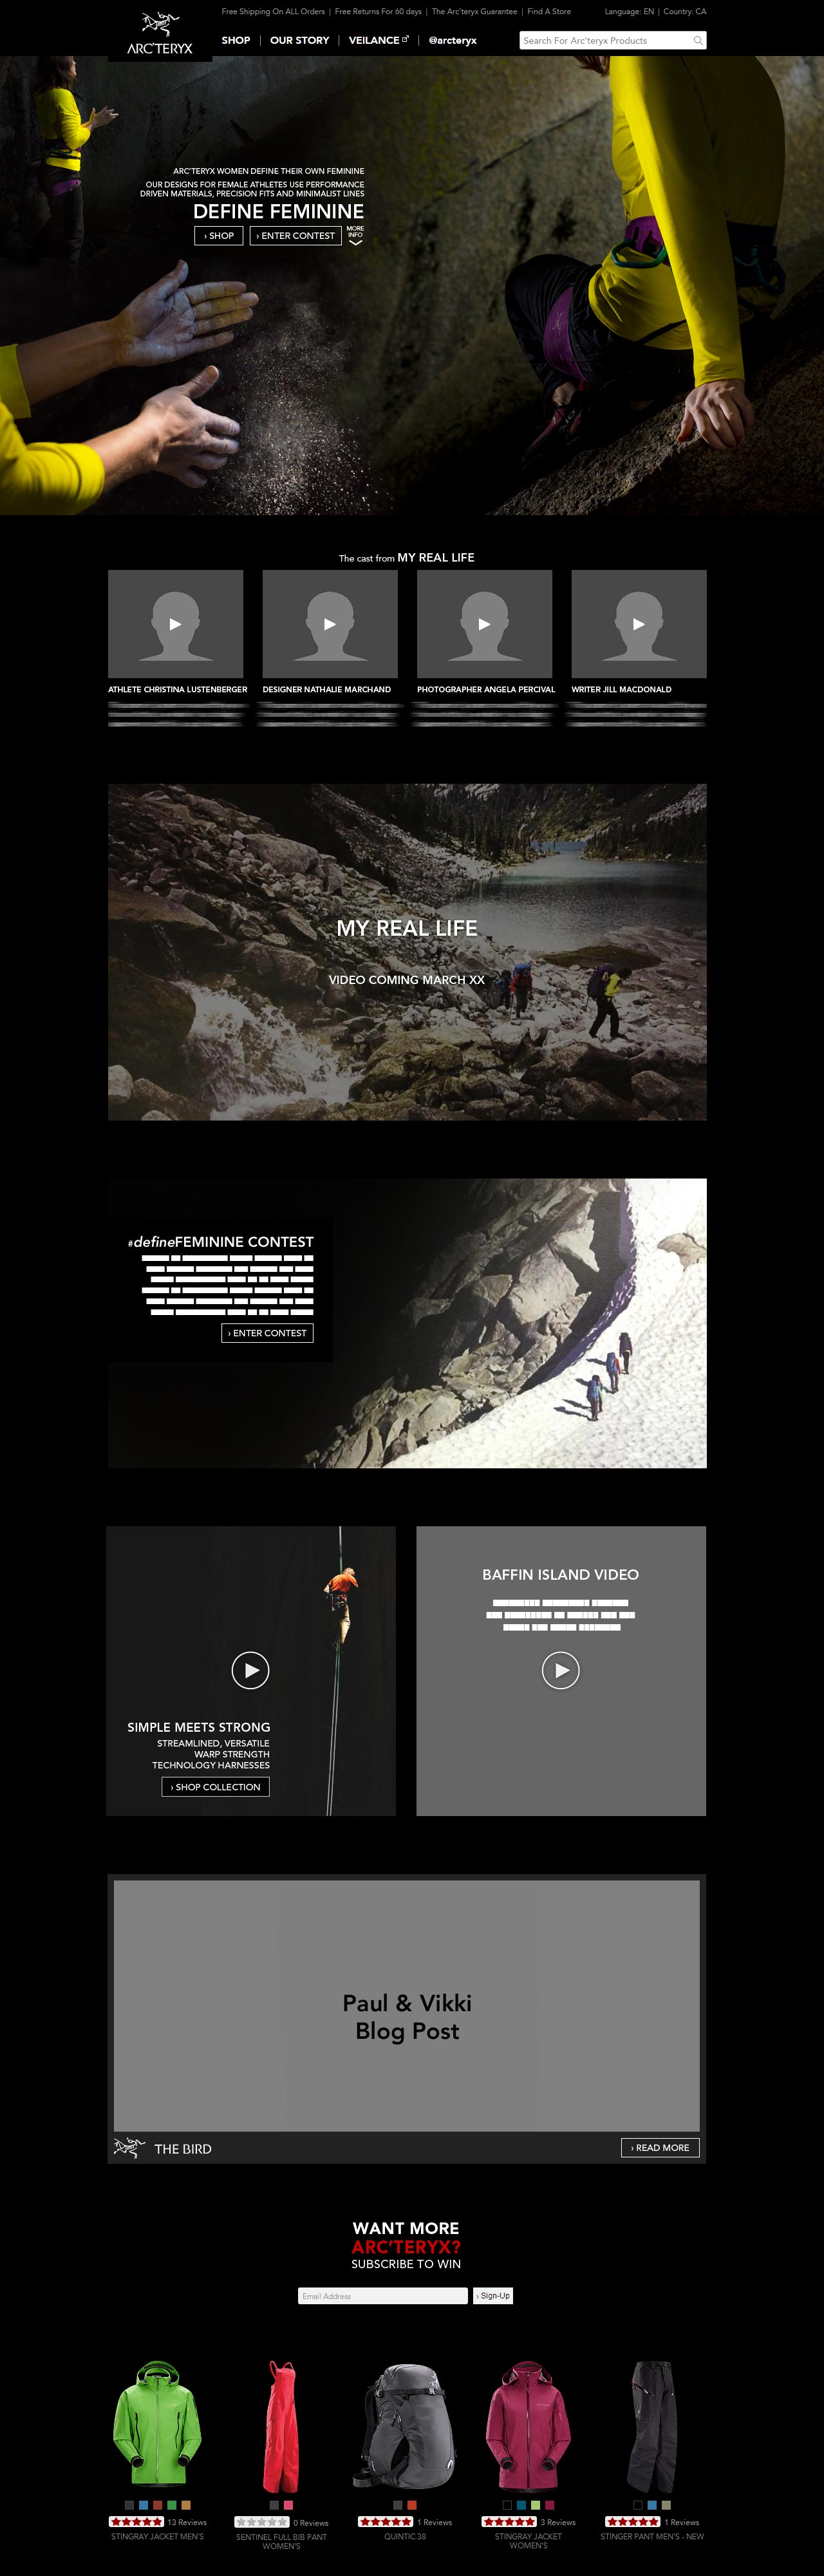 Free Shipping On ALL Orders | Free Returns For 60 days | The Arc'teryx Guarantee | Find A Store
Language: EN | Country: CA
ARC'TERYX
SHOP | OUR STORY | VEILANCE | @arcteryx
Search For Arc'teryx Products
ARC'TERYX WOMEN DEFINE THEIR OWN FEMININE
OUR DESIGNS FOR FEMALE ATHLETES USE PERFORMANCE
DRIVEN MATERIALS, PRECISION FITS AND MINIMALIST LINES
DEFINE FEMININE
› SHOP
› ENTER CONTEST
MORE
INFO
The cast from MY REAL LIFE
ATHLETE CHRISTINA LUSTENBERGER
DESIGNER NATHALIE MARCHAND
PHOTOGRAPHER ANGELA PERCIVAL
WRITER JILL MACDONALD
MY REAL LIFE
VIDEO COMING MARCH XX
#defineFEMININE CONTEST
› ENTER CONTEST
SIMPLE MEETS STRONG
STREAMLINED, VERSATILE
WARP STRENGTH
TECHNOLOGY HARNESSES
› SHOP COLLECTION
BAFFIN ISLAND VIDEO
Paul & Vikki
Blog Post
THE BIRD
› READ MORE
WANT MORE
ARC'TERYX?
SUBSCRIBE TO WIN
Email Address
› Sign-Up
13 Reviews
STINGRAY JACKET MEN'S
0 Reviews
SENTINEL FULL BIB PANT
WOMEN'S
1 Reviews
QUINTIC 38
3 Reviews
STINGRAY JACKET
WOMEN'S
1 Reviews
STINGER PANT MEN'S - NEW